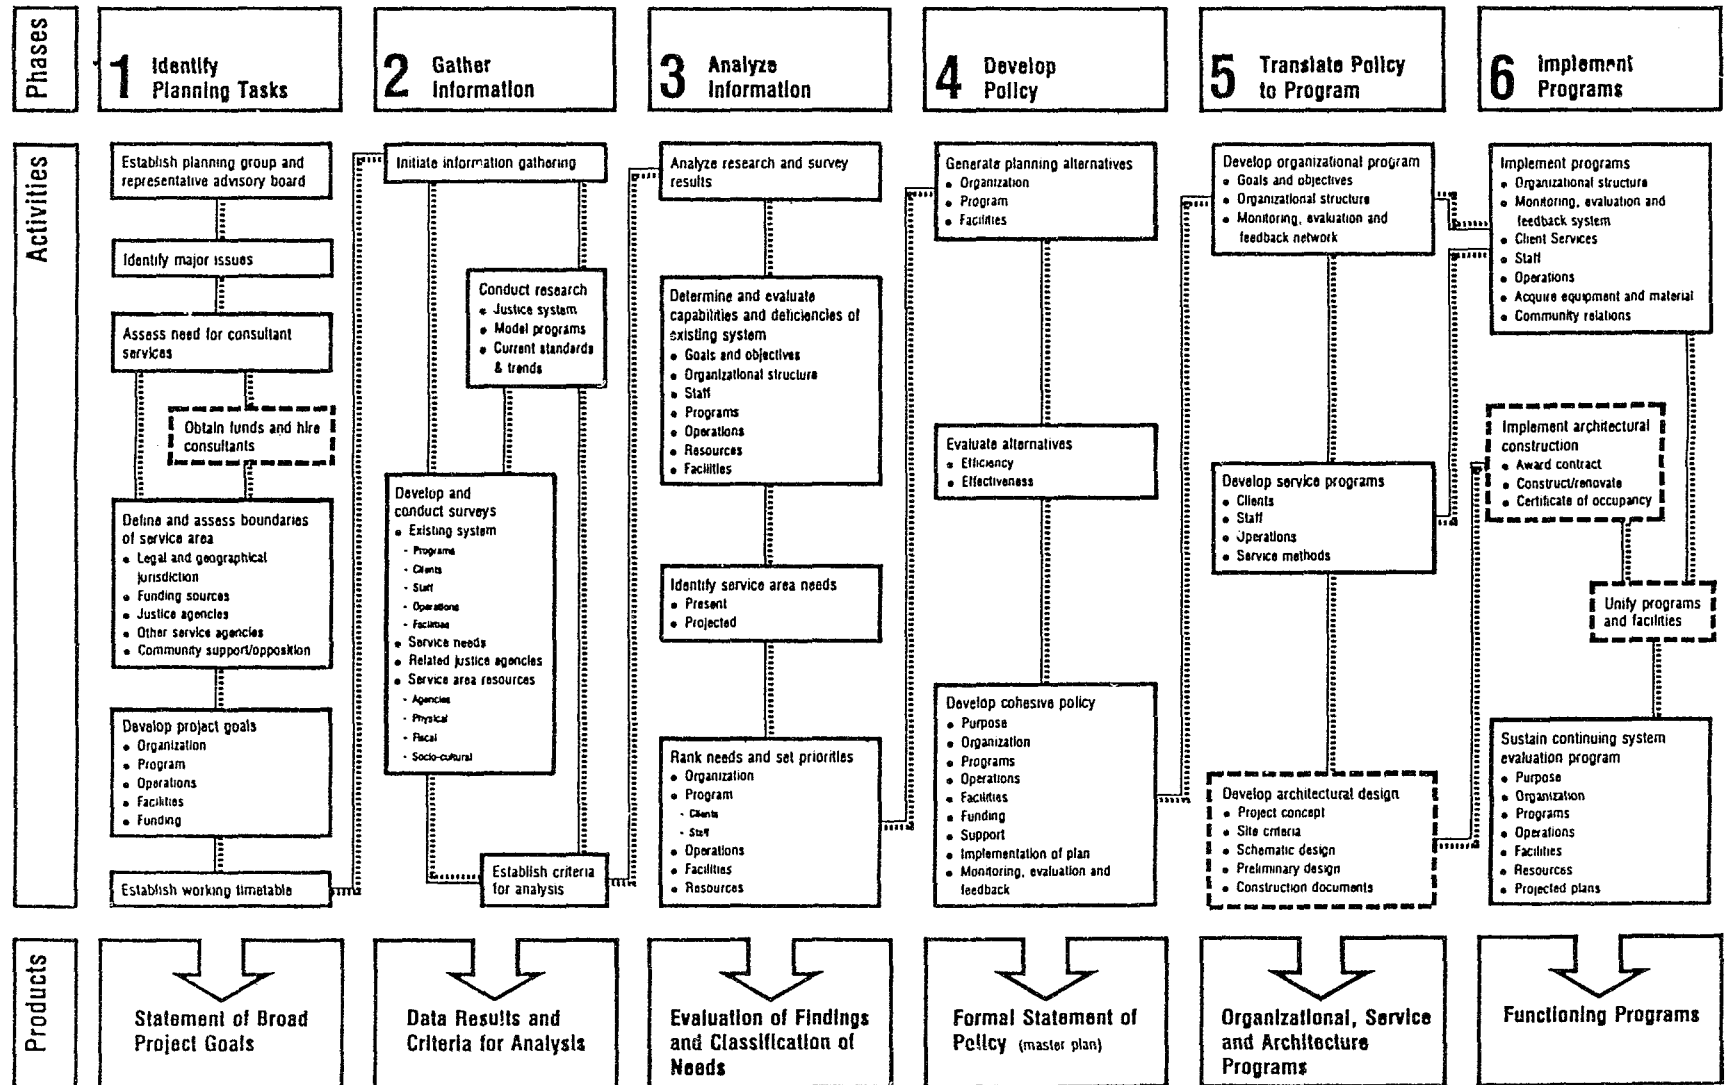 Phases
1 Identify
Planning Tasks
2 Gather
Information
3 Analyze
Information
4 Develop
Policy
5 Translate Policy
to Program
6 Implement
Programs
Activities
Establish planning group and
representative advisory board
Identify major issues
Assess need for consultant
services
Obtain funds and hire
consultants
Define and assess boundaries
of service area
• Legal and geographical
jurisdiction
• Funding sources
• Justice agencies
• Other service agencies
• Community support/opposition
Develop project goals
• Organization
• Program
• Operations
• Facilities
• Funding
Establish working timetable
Initiate information gathering
Conduct research
• Justice system
• Model programs
• Current standards
& trends
Develop and
conduct surveys
• Existing system
- Programs
- Clients
- Staff
- Operations
- Facilities
• Service needs
• Related justice agencies
• Service area resources
- Agencies
- Physical
- Fiscal
- Socio-cultural
Establish criteria
for analysis
Analyze research and survey
results
Determine and evaluate
capabilities and deficiencies of
existing system
• Goals and objectives
• Organizational structure
• Staff
• Programs
• Operations
• Resources
• Facilities
Identify service area needs
• Present
• Projected
Rank needs and set priorities
• Organization
• Program
- Clients
- Staff
• Operations
• Facilities
• Resources
Generate planning alternatives
• Organization
• Program
• Facilities
Evaluate alternatives
• Efficiency
• Effectiveness
Develop cohesive policy
• Purpose
• Organization
• Programs
• Operations
• Facilities
• Funding
• Support
• Implementation of plan
• Monitoring, evaluation and
feedback
Develop organizational program
• Goals and objectives
• Organizational structure
• Monitoring, evaluation and
feedback network
Develop service programs
• Clients
• Staff
• Operations
• Service methods
Develop architectural design
• Project concept
• Site criteria
• Schematic design
• Preliminary design
• Construction documents
Implement programs
• Organizational structure
• Monitoring, evaluation and
feedback system
• Client Services
• Staff
• Operations
• Acquire equipment and material
• Community relations
Implement architectural
construction
• Award contract
• Construct/renovate
• Certificate of occupancy
Unify programs
and facilities
Sustain continuing system
evaluation program
• Purpose
• Organization
• Programs
• Operations
• Facilities
• Resources
• Projected plans
Products
Statement of Broad
Project Goals
Data Results and
Criteria for Analysis
Evaluation of Findings
and Classification of
Needs
Formal Statement of
Policy (master plan)
Organizational, Service
and Architecture
Programs
Functioning Programs